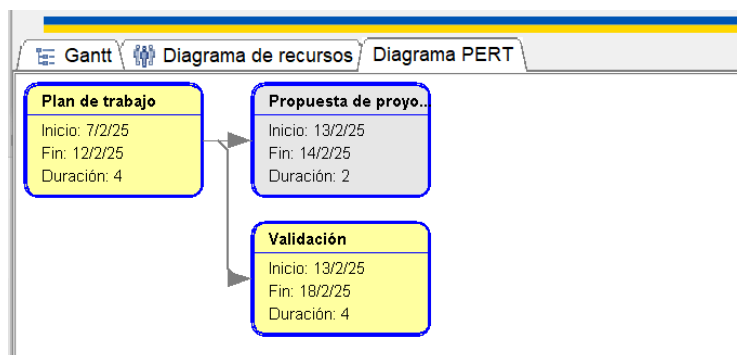 Gantt
Diagrama de recursos
Diagrama PERT
Plan de trabajo
Inicio: 7/2/25
Fin: 12/2/25
Duración: 4
Propuesta de proyo..
Inicio: 13/2/25
Fin: 14/2/25
Duración: 2
Validación
Inicio: 13/2/25
Fin: 18/2/25
Duración: 4